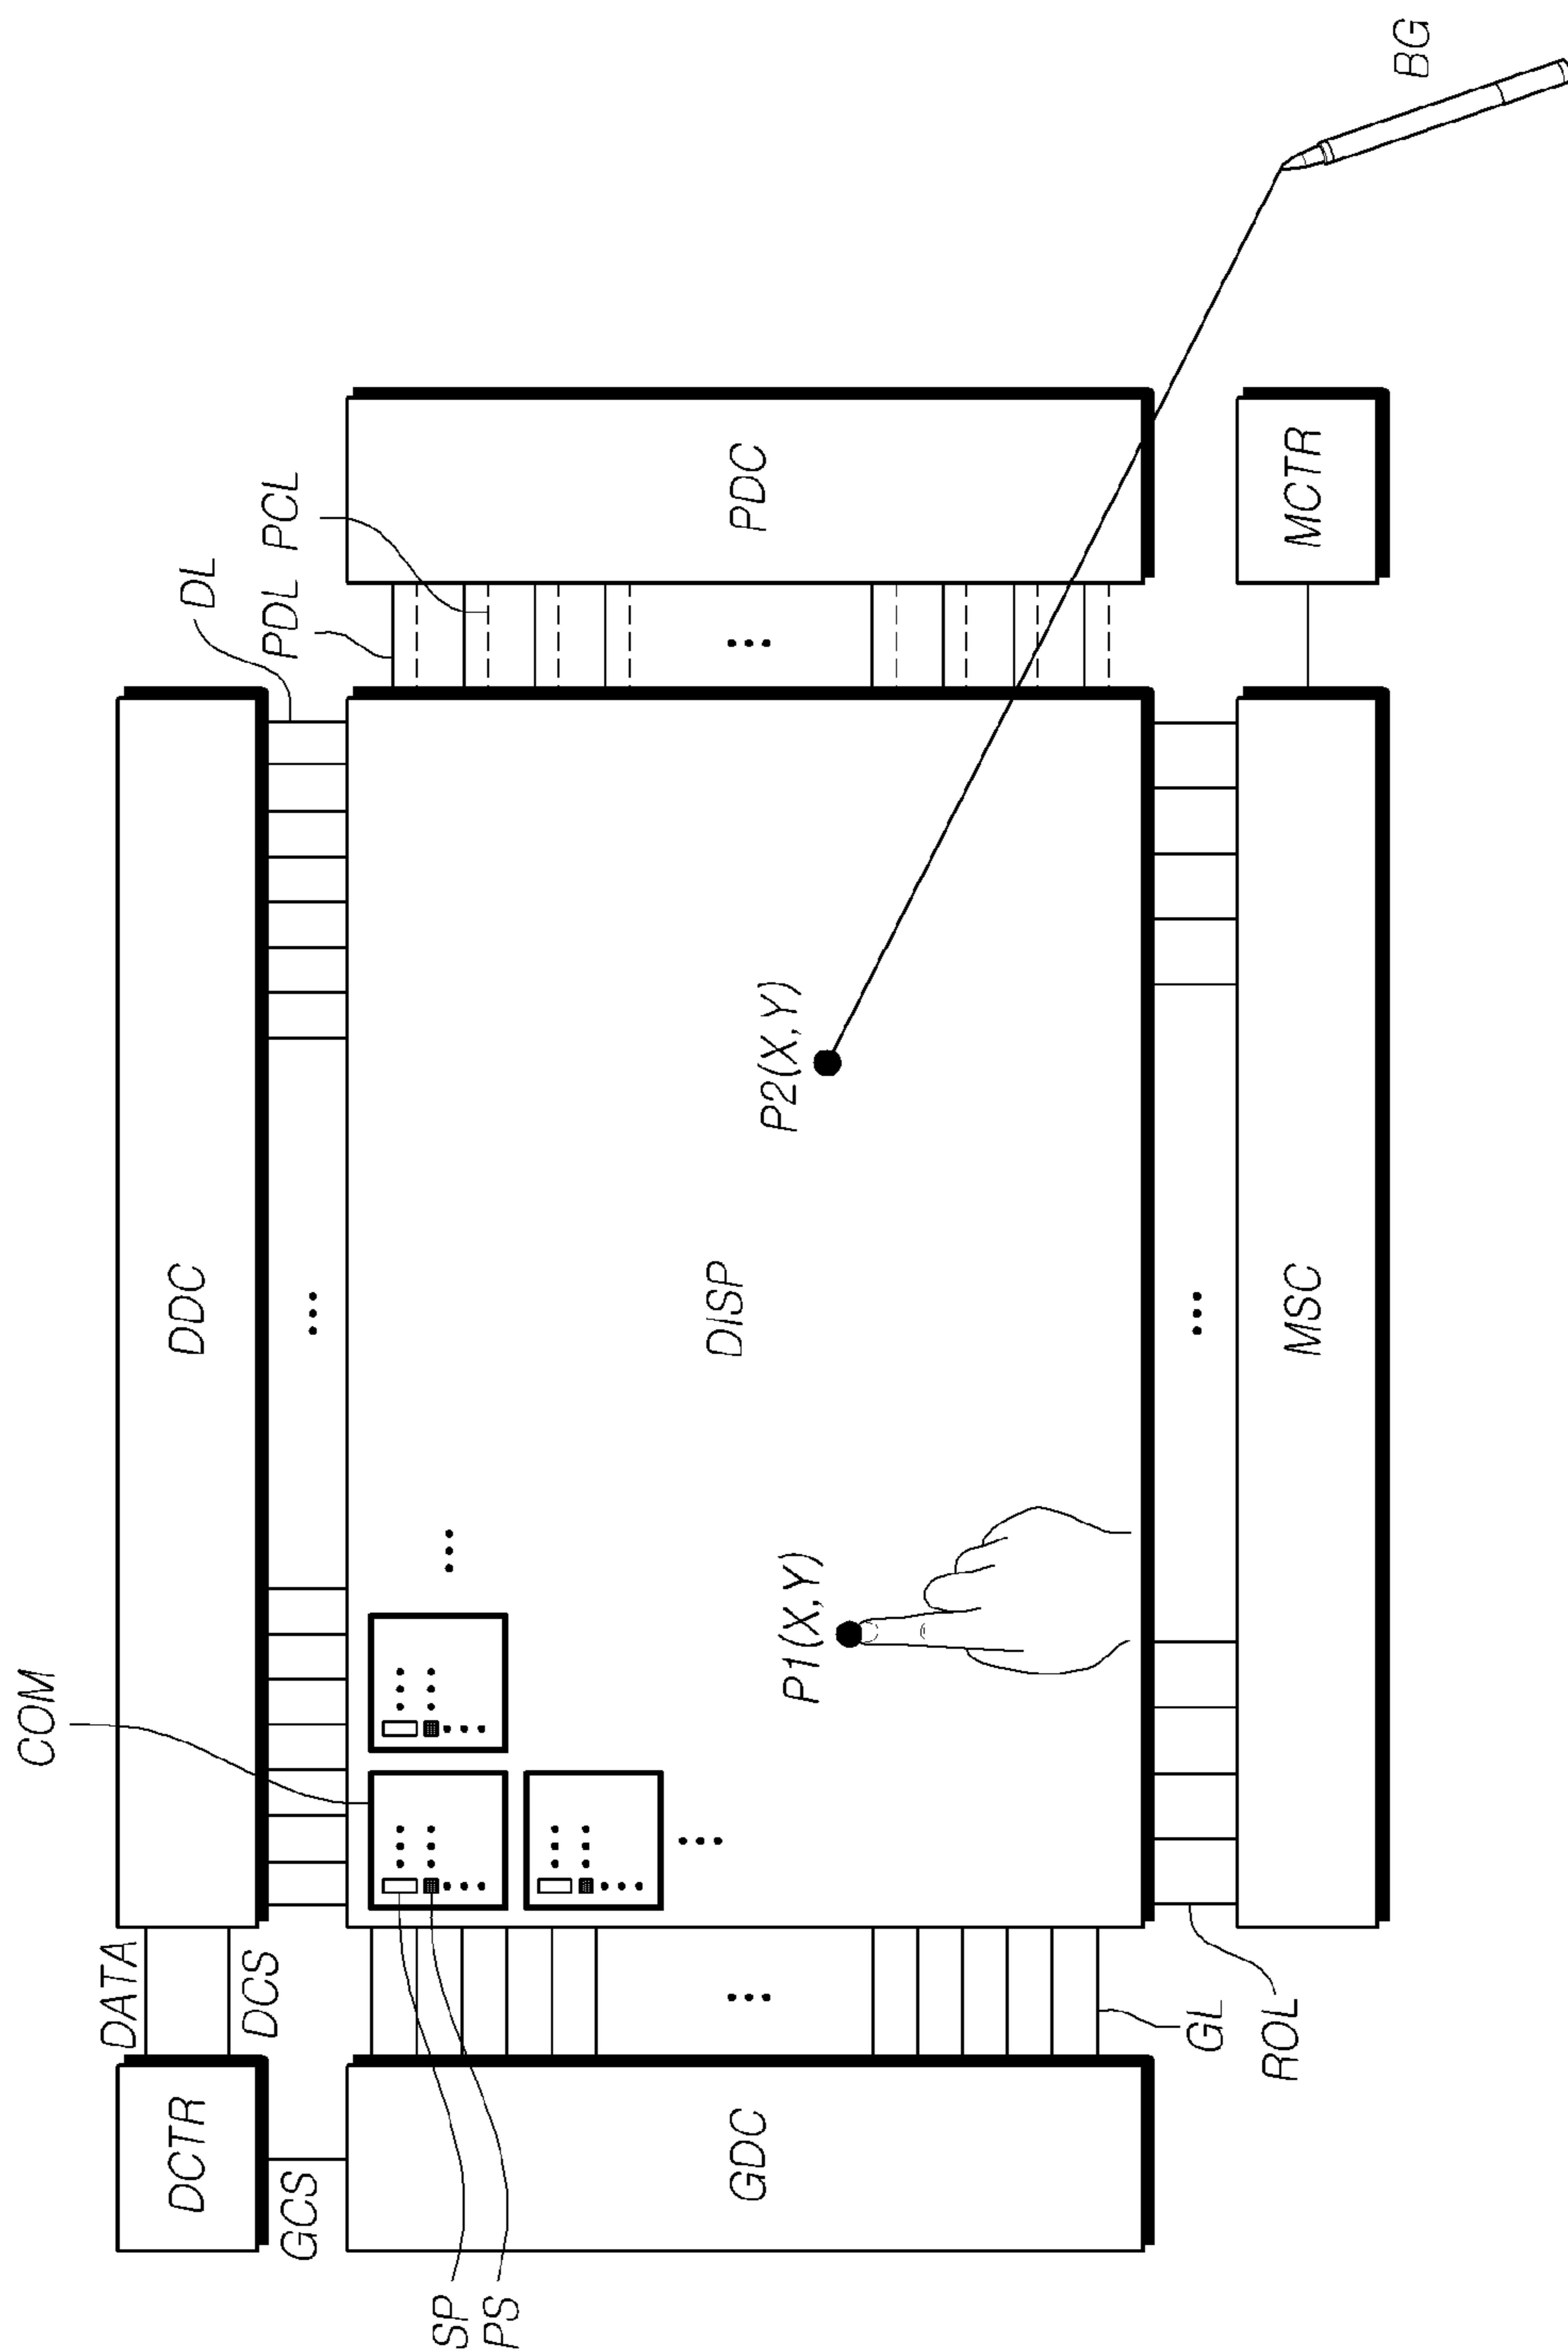 COM
DATA
DCTR
DDC
DL
DCS
PDL
PCL
GCS
SP
PS
GDC
DISP
PDC
P1(X,Y)
P2(X,Y)
GL
ROL
MSC
MCTR
BG